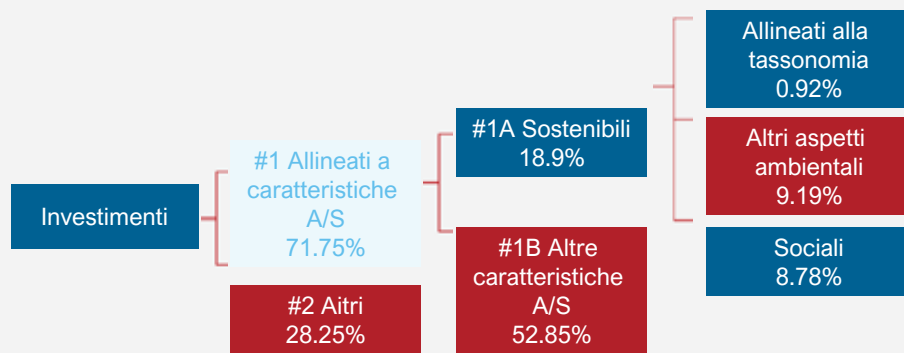 Investimenti
#1 Allineati a
caratteristiche
A/S
71.75%
#2 Aitri
28.25%
#1A Sostenibili
18.9%
#1B Altre
caratteristiche
A/S
52.85%
Allineati alla
tassonomia
0.92%
Altri aspetti
ambientali
9.19%
Sociali
8.78%